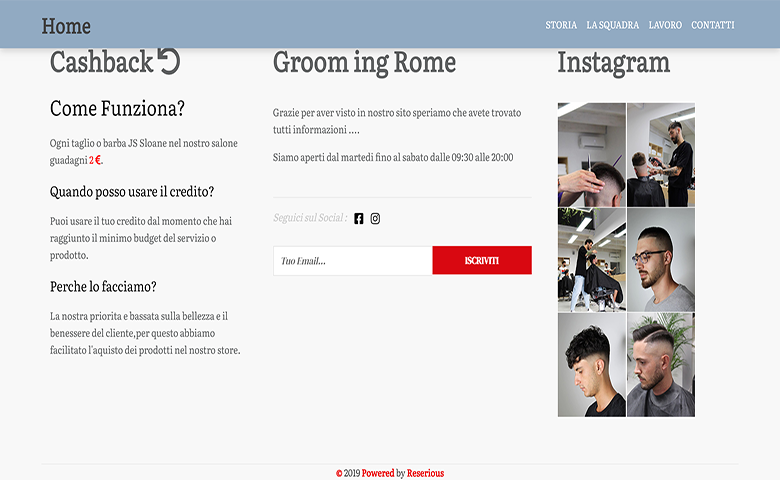 Home
STORIA LA SQUADRA LAVORO CONTATTI
Cashback
Come Funziona?
Ogni taglio o barba JS Sloane nel nostro salone
guadagni 2 €.
Quando posso usare il credito?
Puoi usare il tuo credito dal momento che hai
raggiunto il minimo budget del servizio o
prodotto.
Perche lo facciamo?
La nostra priorita e bassata sulla bellezza e il
benessere del cliente,per questo abbiamo
facilitato l'aquisto dei prodotti nel nostro store.
Groom ing Rome
Grazie per aver visto in nostro sito speriamo che avete trovato
tutti informazioni ....
Siamo aperti dal martedi fino al sabato dalle 09:30 alle 20:00
Seguici sul Social :
Tuo Email...
ISCRIVITI
Instagram
© 2019 Powered by Reserious